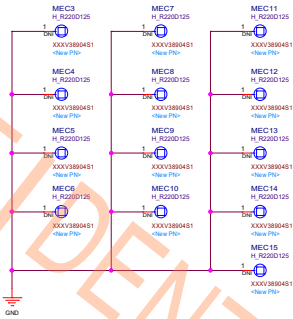 MEC3
H_R220D125
1
DNI
XXXV38904S1
<New PN>
MEC4
H_R220D125
1
DNI
XXXV38904S1
<New PN>
MEC5
H_R220D125
1
DNI
XXXV38904S1
<New PN>
MEC6
H_R220D125
1
DNI
XXXV38904S1
<New PN>
MEC7
H_R220D125
1
DNI
XXXV38904S1
<New PN>
MEC8
H_R220D125
1
DNI
XXXV38904S1
<New PN>
MEC9
H_R220D125
1
DNI
XXXV38904S1
<New PN>
MEC10
H_R220D125
1
DNI
XXXV38904S1
<New PN>
MEC11
H_R220D125
1
DNI
XXXV38904S1
<New PN>
MEC12
H_R220D125
1
DNI
XXXV38904S1
<New PN>
MEC13
H_R220D125
1
DNI
XXXV38904S1
<New PN>
MEC14
H_R220D125
1
DNI
XXXV38904S1
<New PN>
MEC15
H_R220D125
1
DNI
XXXV38904S1
<New PN>
GND
IDENT